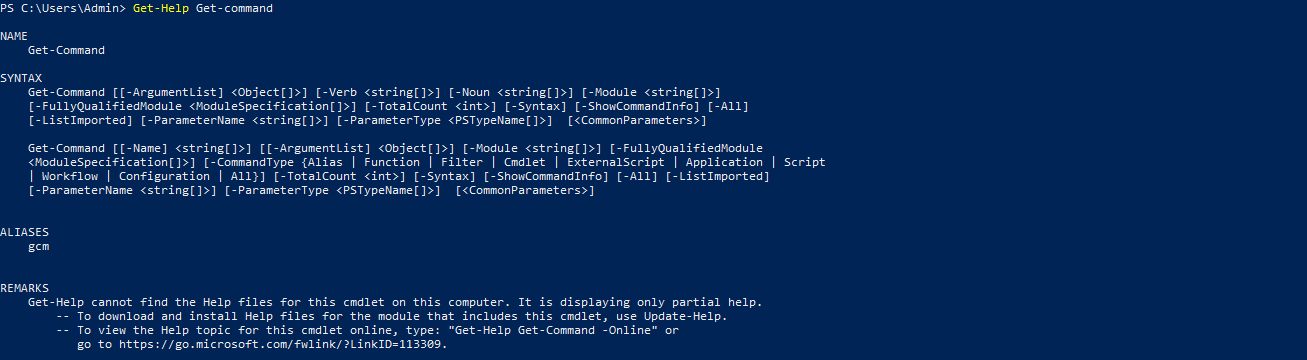 PS C:\Users\Admin> Get-Help Get-command
NAME
Get-Command
SYNTAX
Get-Command [[-ArgumentList] <Object[]>] [-Verb <string[]>] [-Noun <string[]>] [-Module <string[]>]
[-FullyQualifiedModule <ModuleSpecification[]>] [-TotalCount <int>] [-Syntax] [-ShowCommandInfo] [-All]
[-ListImported] [-ParameterName <string[]>] [-ParameterType <PSTypeName[]>]  [<CommonParameters>]
Get-Command [[-Name] <string[]>] [[-ArgumentList] <Object[]>] [-Module <string[]>] [-FullyQualifiedModule
<ModuleSpecification[]>] [-CommandType {Alias | Function | Filter | Cmdlet | ExternalScript | Application | Script
| Workflow | Configuration | All}] [-TotalCount <int>] [-Syntax] [-ShowCommandInfo] [-All] [-ListImported]
[-ParameterName <string[]>] [-ParameterType <PSTypeName[]>]  [<CommonParameters>]
ALIASES
gcm
REMARKS
Get-Help cannot find the Help files for this cmdlet on this computer. It is displaying only partial help.
-- To download and install Help files for the module that includes this cmdlet, use Update-Help.
-- To view the Help topic for this cmdlet online, type: "Get-Help Get-Command -Online" or
go to https://go.microsoft.com/fwlink/?LinkID=113309.